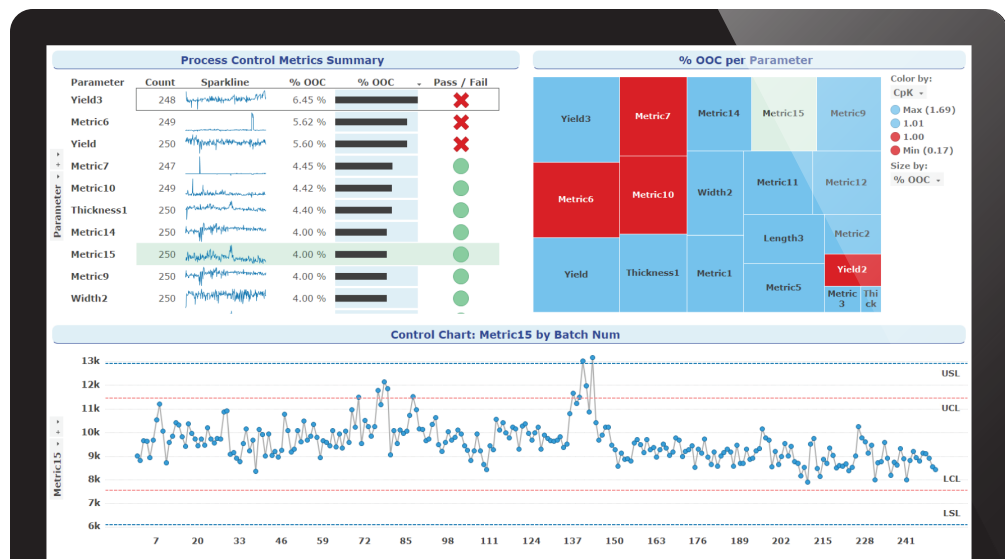 Process Control Metrics Summary
Parameter Count Sparkline % OOC % OOC Pass / Fail
Yield3 248 6.45 %
Metric6 249 5.62 %
Yield 250 5.60 %
Metric7 247 4.45 %
Metric10 249 4.42 %
Thickness1 250 4.40 %
Metric14 250 4.00 %
Metric15 250 4.00 %
Metric9 250 4.00 %
Width2 250 4.00 %
Parameter
+
% OOC per Parameter
Yield3
Metric7
Metric14
Metric15
Metric9
Metric6
Metric10
Width2
Metric11
Metric12
Length3
Metric2
Yield
Thickness1
Metric1
Metric5
Yield2
Metric
3
Thi
ck
Color by:
CpK
Max (1.69)
1.01
1.00
Min (0.17)
Size by:
% OOC
Control Chart: Metric15 by Batch Num
Metric15
+
13k
12k
11k
10k
9k
8k
7k
6k
USL
UCL
LCL
LSL
7 20 33 46 59 72 85 98 111 124 137 150 163 176 189 202 215 228 241